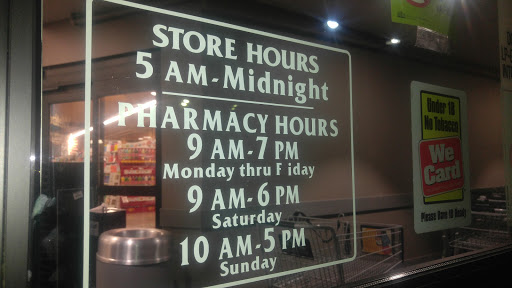 STORE HOURS
5 AM-Midnight
PHARMACY HOURS
9 AM-7 PM
Monday thru F iday
9 AM-6 PM
Saturday
10 AM-5 PM
Sunday
Under 18
No Tobacco
We
Card